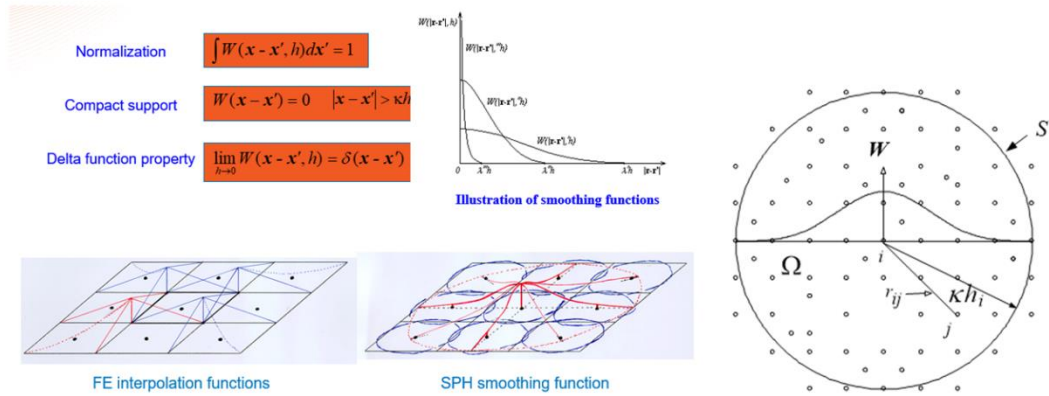 Normalization
∫W(x - x′, h)dx′ = 1
Compact support
W(x − x′) = 0 |x − x′| > κh
Delta function property
lim W(x - x′, h) = δ(x - x′)
h→0
W(|r-r'|, h)
W(|r-r'|, '''h)
W(|r-r'|, ''h)
W(|r-r'|, 'h)
0
|r-r'|
Illustration of smoothing functions
FE interpolation functions
SPH smoothing function
S
W
i
Ω
r_ij
κh_i
j